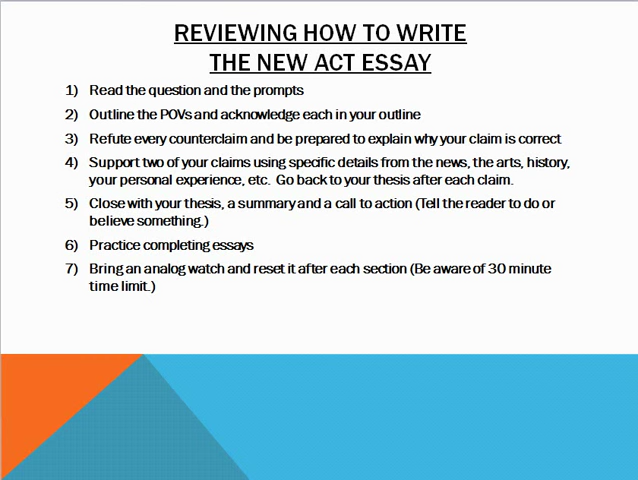 REVIEWING HOW TO WRITE
THE NEW ACT ESSAY
1) Read the question and the prompts
2) Outline the POVs and acknowledge each in your outline
3) Refute every counterclaim and be prepared to explain why your claim is correct
4) Support two of your claims using specific details from the news, the arts, history,
your personal experience, etc. Go back to your thesis after each claim.
5) Close with your thesis, a summary and a call to action (Tell the reader to do or
believe something.)
6) Practice completing essays
7) Bring an analog watch and reset it after each section (Be aware of 30 minute
time limit.)